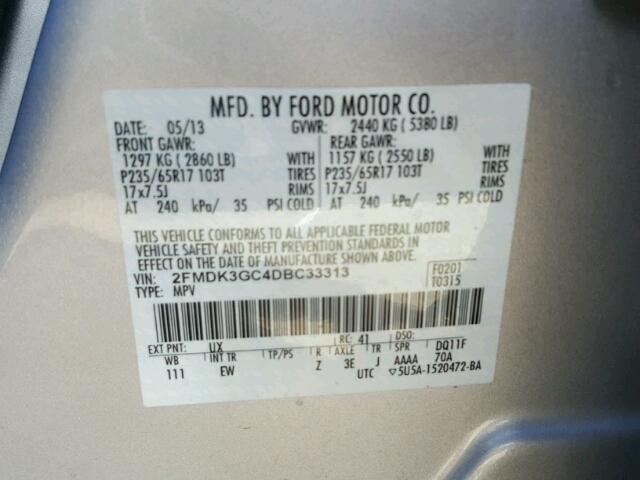 MFD. BY FORD MOTOR CO.
DATE: 05/13 GVWR: 2440 KG ( 5380 LB)
FRONT GAWR: REAR GAWR:
1297 KG ( 2860 LB) WITH 1157 KG ( 2550 LB) WITH
P235/65R17 103T TIRES P235/65R17 103T TIRES
17x7.5J RIMS 17x7.5J RIMS
AT 240 kPa/ 35 PSI COLD AT 240 kPa/ 35 PSI COLD
THIS VEHICLE CONFORMS TO ALL APPLICABLE FEDERAL MOTOR
VEHICLE SAFETY AND THEFT PREVENTION STANDARDS IN
EFFECT ON THE DATE OF MANUFACTURE SHOWN ABOVE.
VIN: 2FMDK3GC4DBC33313 F0201
TYPE: MPV T0315
EXT PNT: UX RC: 41 DSO:
WB INT TR TP/PS R AXLE TR SPR DQ11F
111 EW Z 3E J AAAA 70A
UTC ▽5U5A-1520472-BA